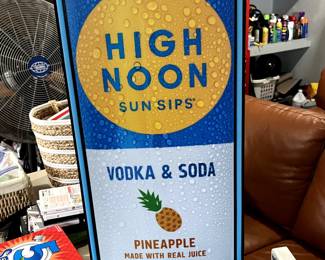 HIGH
NOON
SUN SIPS
VODKA & SODA
PINEAPPLE
MADE WITH REAL JUICE